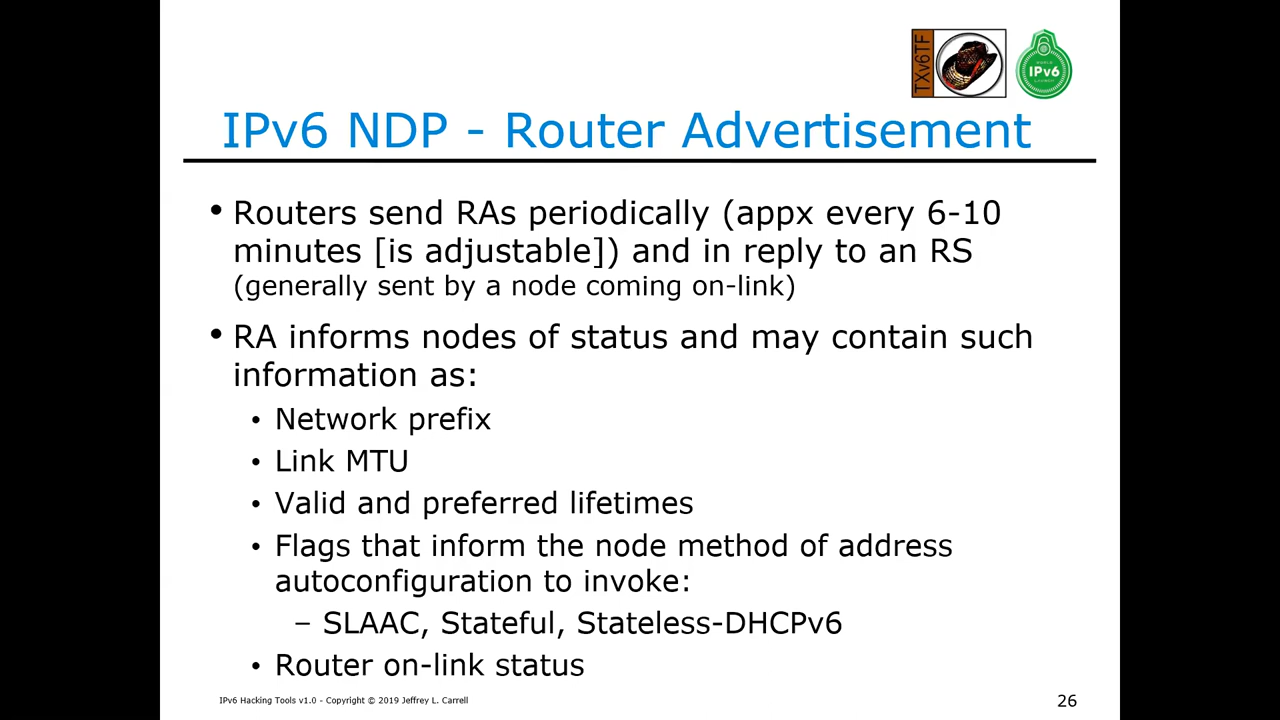 TXv6TF
WORLD
IPv6
LAUNCH
IPv6 NDP - Router Advertisement
• Routers send RAs periodically (appx every 6-10
minutes [is adjustable]) and in reply to an RS
(generally sent by a node coming on-link)
• RA informs nodes of status and may contain such
information as:
• Network prefix
• Link MTU
• Valid and preferred lifetimes
• Flags that inform the node method of address
autoconfiguration to invoke:
– SLAAC, Stateful, Stateless-DHCPv6
• Router on-link status
IPv6 Hacking Tools v1.0 - Copyright © 2019 Jeffrey L. Carrell
26